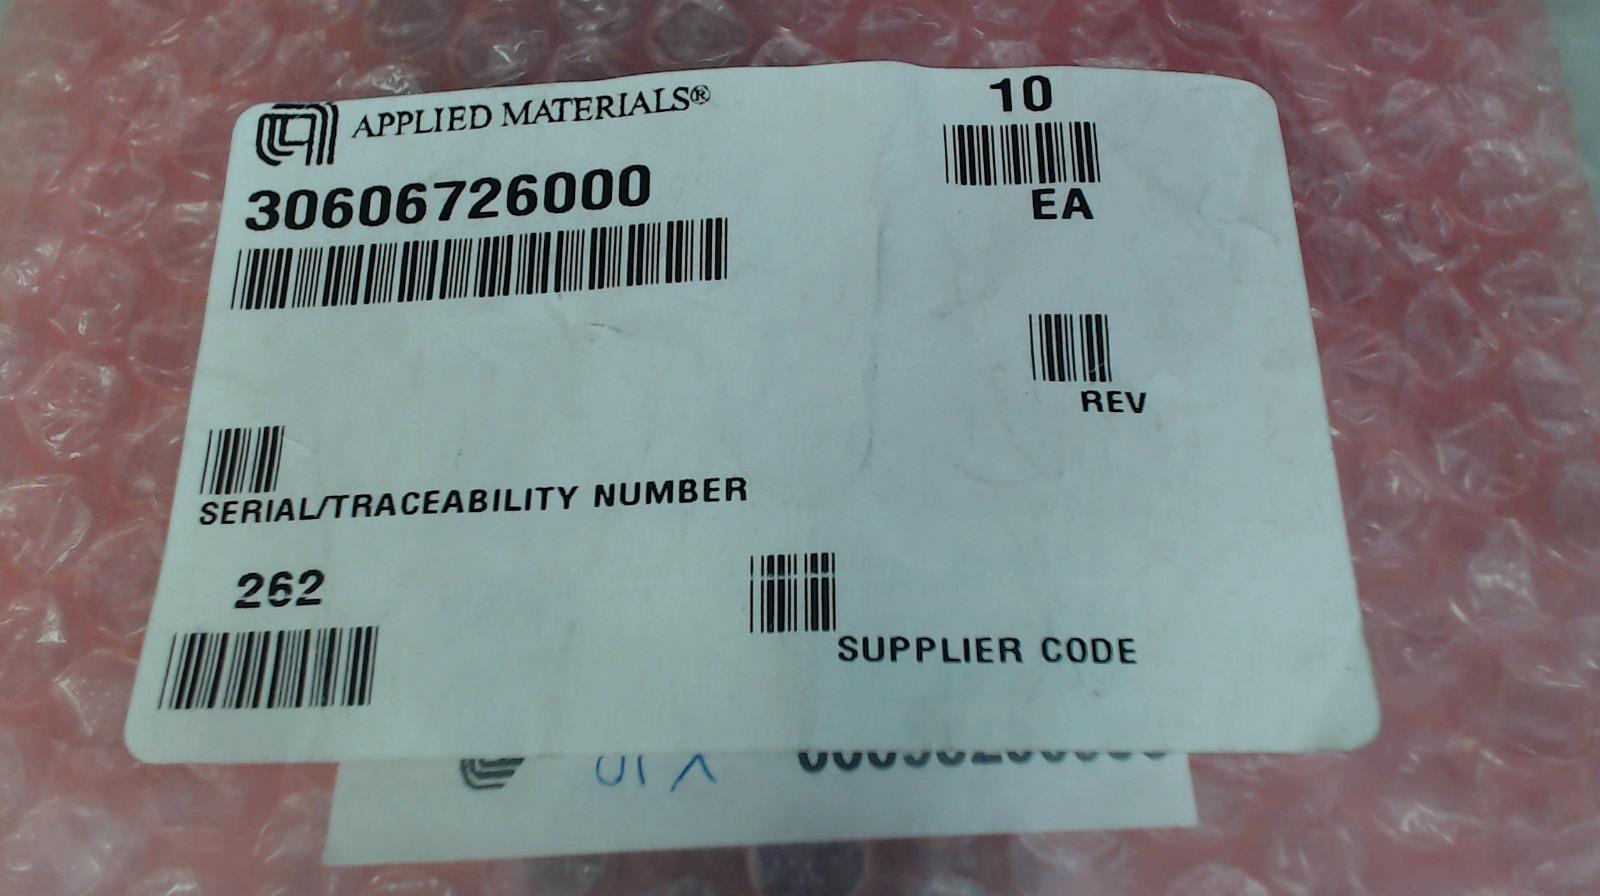 APPLIED MATERIALS®
10
30606726000
EA
REV
SERIAL/TRACEABILITY NUMBER
262
SUPPLIER CODE